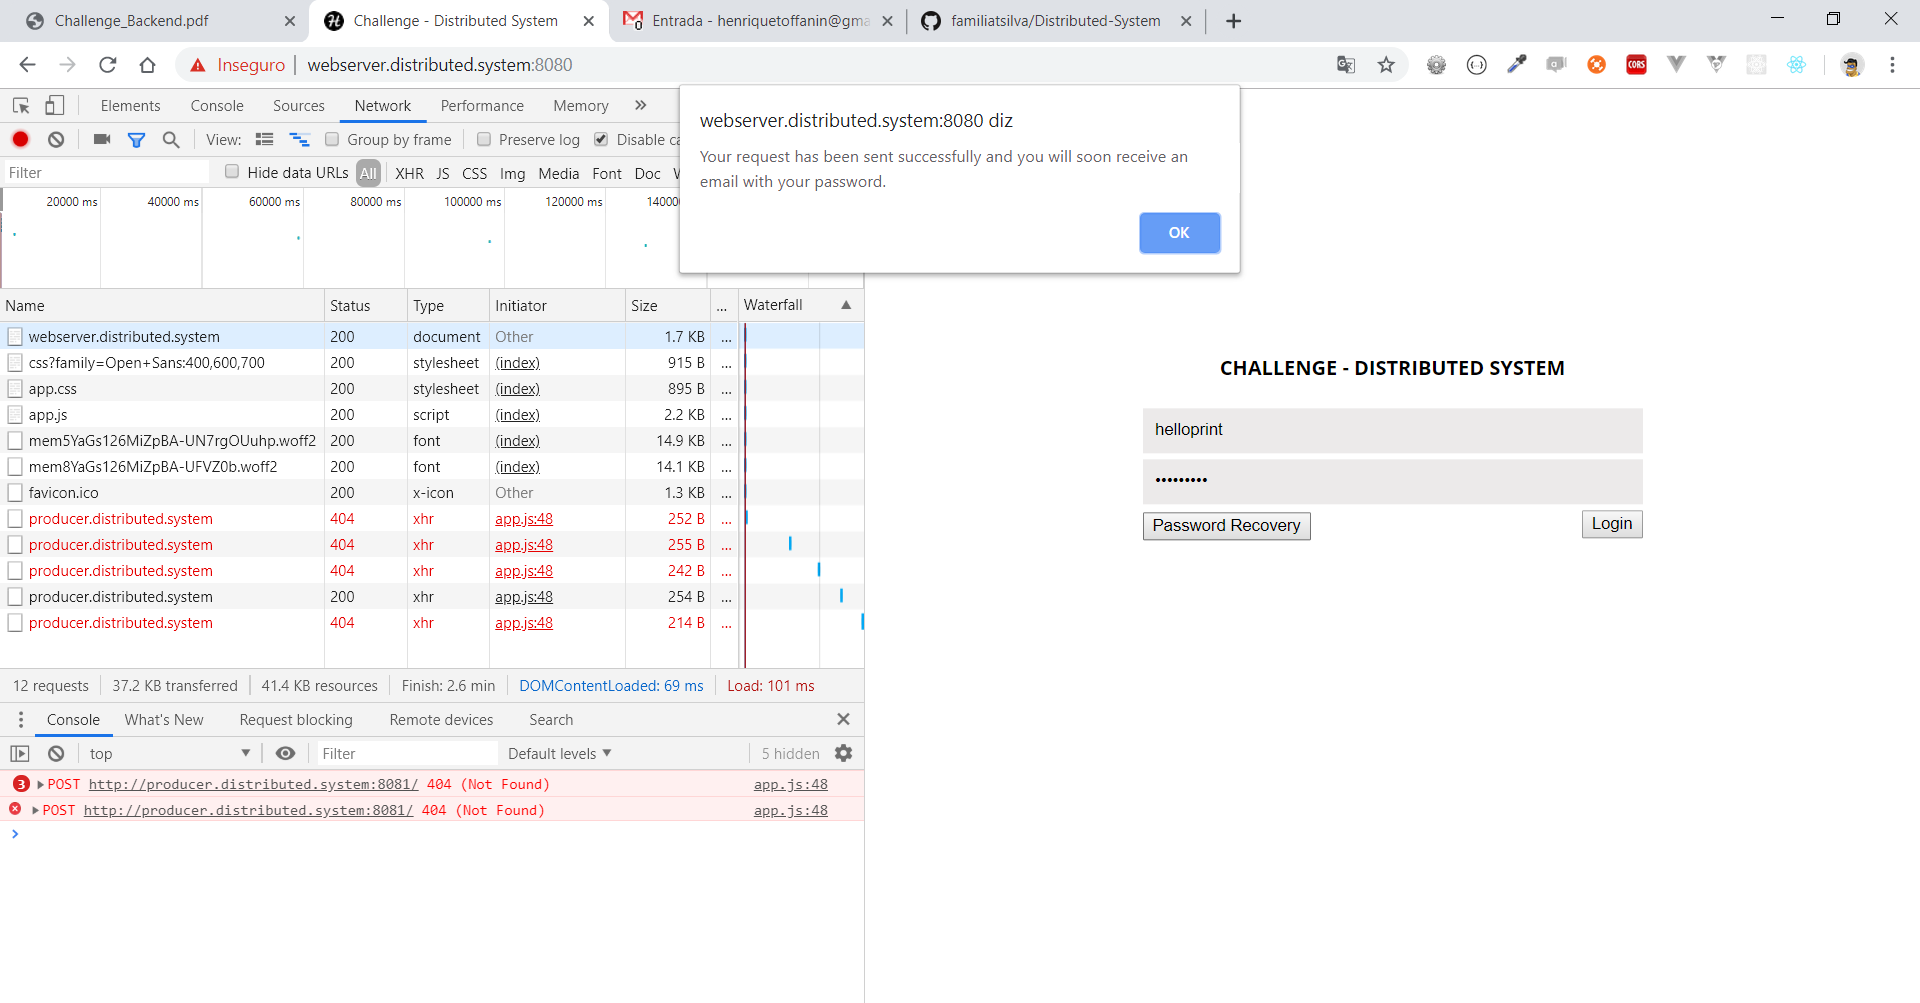 Challenge_Backend.pdf
Challenge - Distributed System
Entrada - henriquetoffanin@gma
familiatsilva/Distributed-System
Inseguro
webserver.distributed.system:8080
CORS
Elements
Console
Sources
Network
Performance
Memory
View:
Group by frame
Preserve log
Disable ca
Filter
Hide data URLs
All
XHR
JS
CSS
Img
Media
Font
Doc
20000 ms
40000 ms
60000 ms
80000 ms
100000 ms
120000 ms
14000
webserver.distributed.system:8080 diz
Your request has been sent successfully and you will soon receive an
email with your password.
OK
Name Status Type Initiator Size ... Waterfall
webserver.distributed.system 200 document Other 1.7 KB ...
css?family=Open+Sans:400,600,700 200 stylesheet (index) 915 B ...
app.css 200 stylesheet (index) 895 B ...
app.js 200 script (index) 2.2 KB ...
mem5YaGs126MiZpBA-UN7rgOUuhp.woff2 200 font (index) 14.9 KB ...
mem8YaGs126MiZpBA-UFVZ0b.woff2 200 font (index) 14.1 KB ...
favicon.ico 200 x-icon Other 1.3 KB ...
producer.distributed.system 404 xhr app.js:48 252 B ...
producer.distributed.system 404 xhr app.js:48 255 B ...
producer.distributed.system 404 xhr app.js:48 242 B ...
producer.distributed.system 200 xhr app.js:48 254 B ...
producer.distributed.system 404 xhr app.js:48 214 B ...
12 requests
37.2 KB transferred
41.4 KB resources
Finish: 2.6 min
DOMContentLoaded: 69 ms
Load: 101 ms
Console
What's New
Request blocking
Remote devices
Search
top
Filter
Default levels
5 hidden
3 POST http://producer.distributed.system:8081/ 404 (Not Found) app.js:48
POST http://producer.distributed.system:8081/ 404 (Not Found) app.js:48
CHALLENGE - DISTRIBUTED SYSTEM
helloprint
•••••••••
Password Recovery
Login